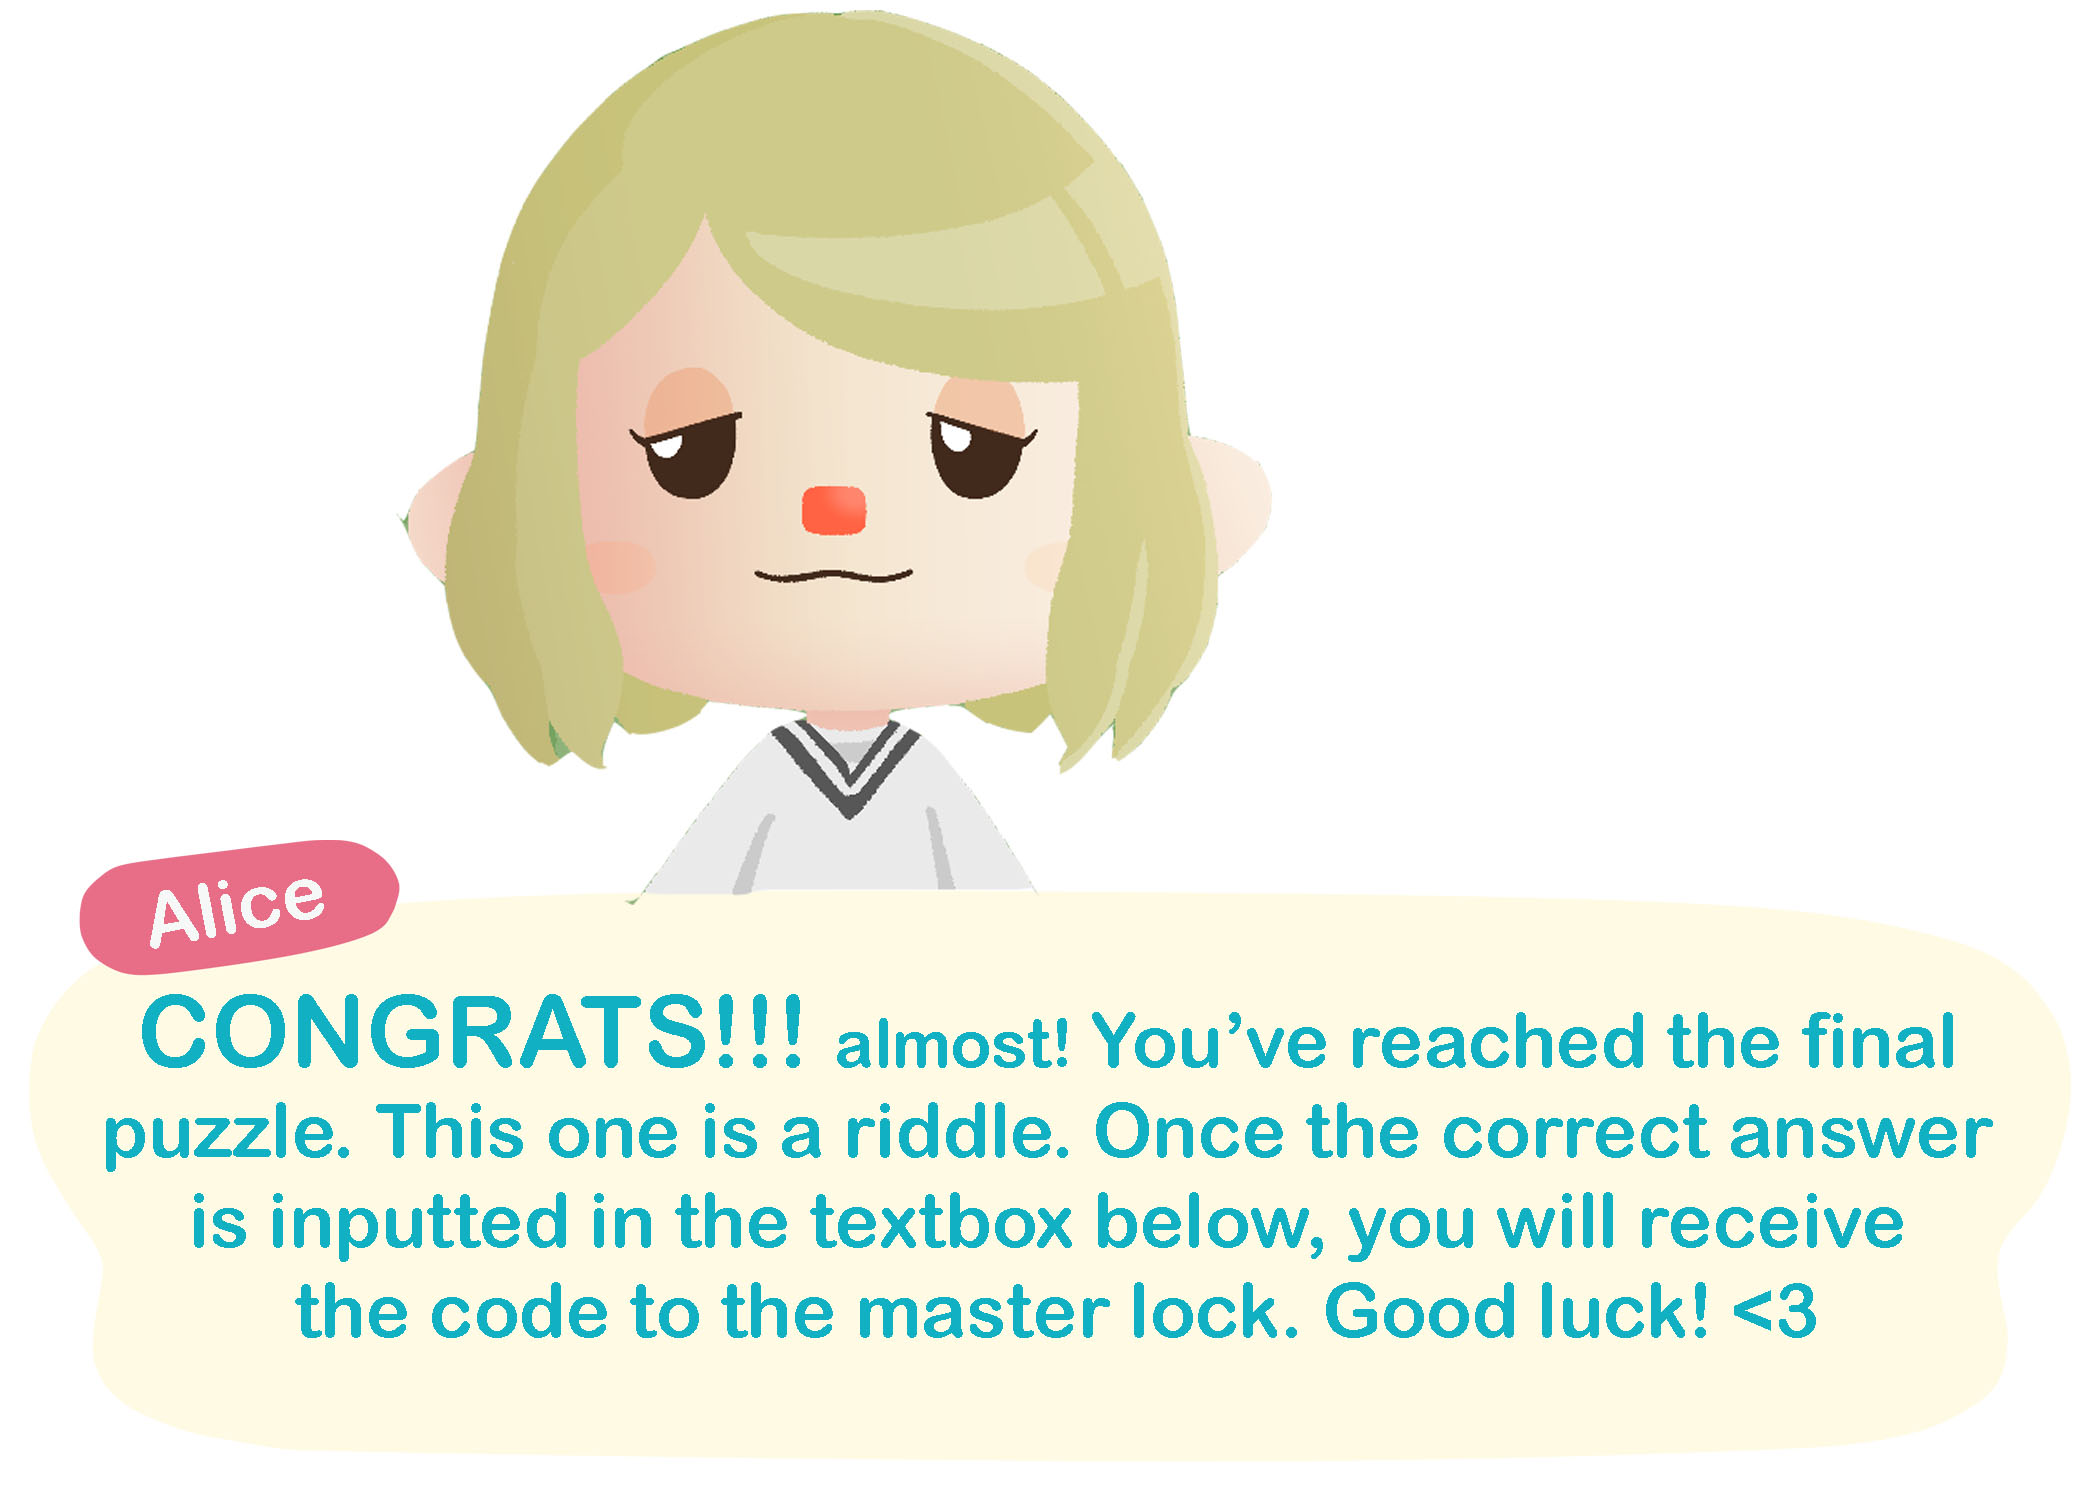 Alice
CONGRATS!!! almost! You’ve reached the final
puzzle. This one is a riddle. Once the correct answer
is inputted in the textbox below, you will receive
the code to the master lock. Good luck! <3